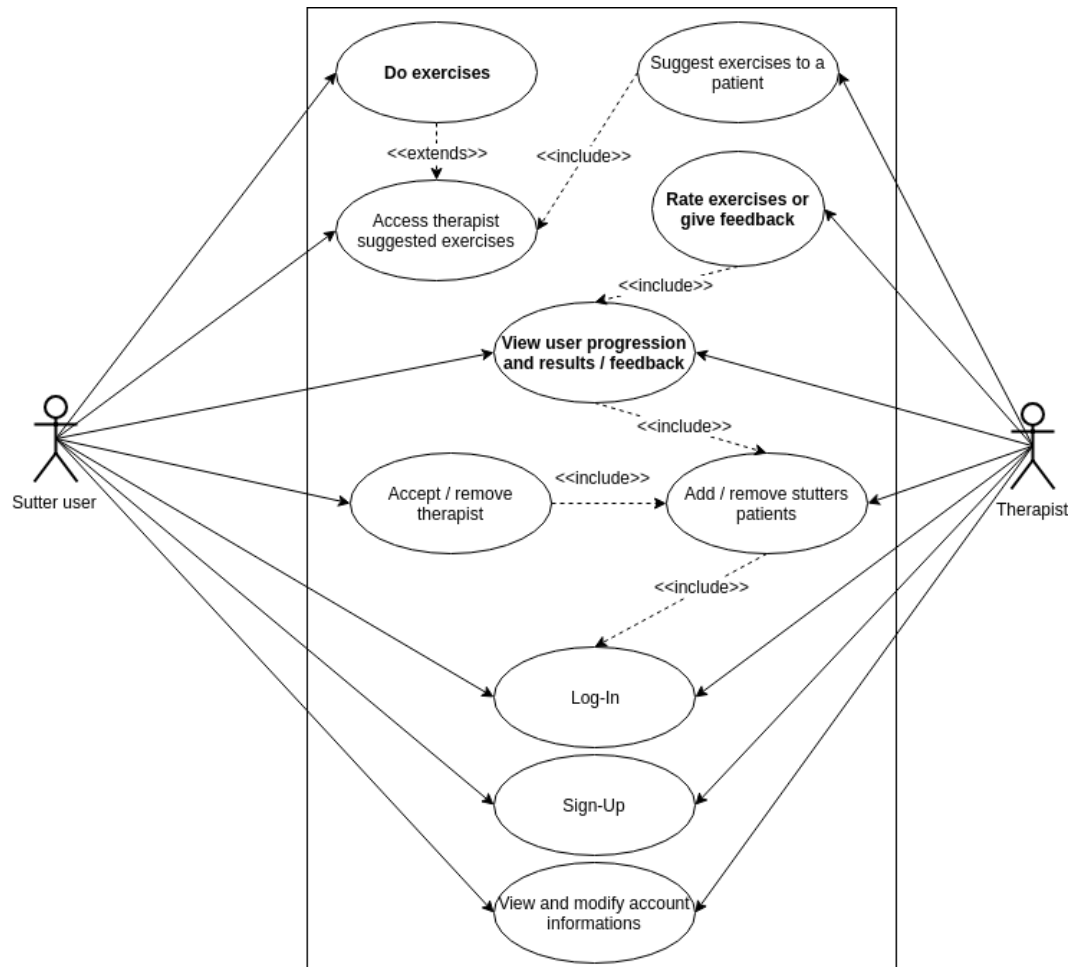 Do exercises
Suggest exercises to a
patient
<<extends>>
<<include>>
Access therapist
suggested exercises
Rate exercises or
give feedback
<<include>>
View user progression
and results / feedback
<<include>>
Sutter user
Accept / remove
therapist
<<include>>
Add / remove stutters
patients
Therapist
<<include>>
Log-In
Sign-Up
View and modify account
informations